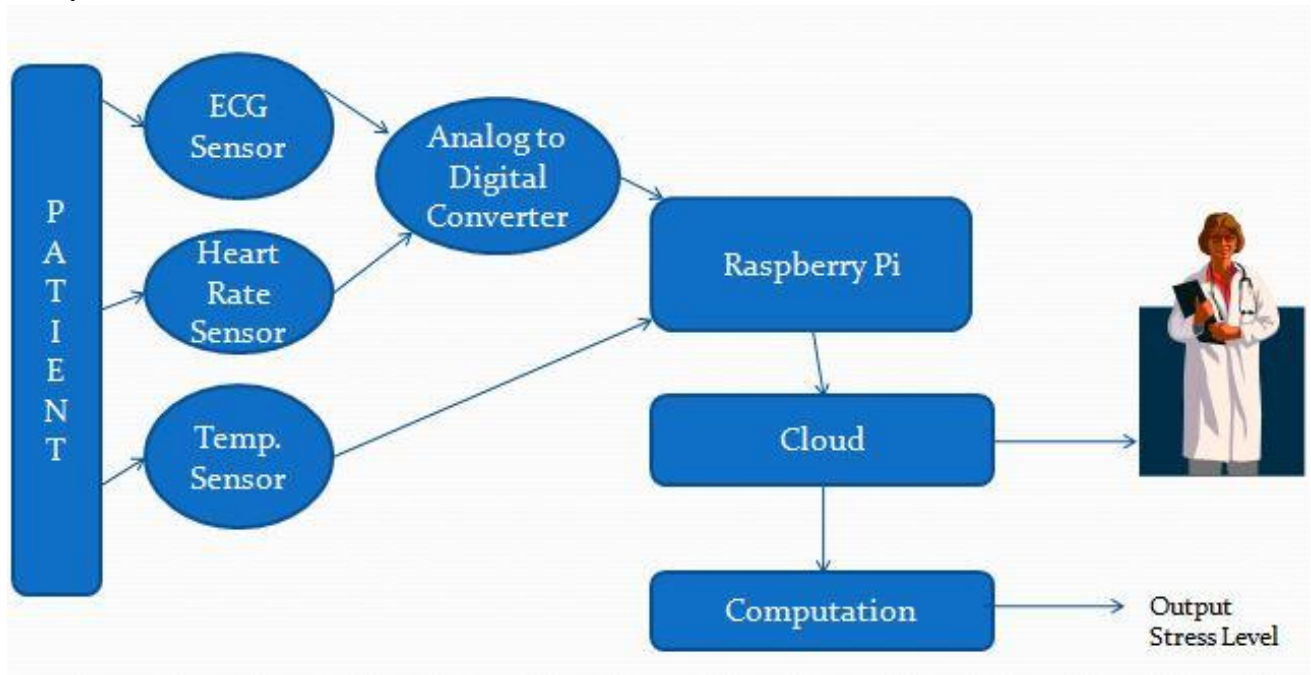 P
A
T
I
E
N
T
ECG
Sensor
Heart
Rate
Sensor
Temp.
Sensor
Analog to
Digital
Converter
Raspberry Pi
Cloud
Computation
Output
Stress Level